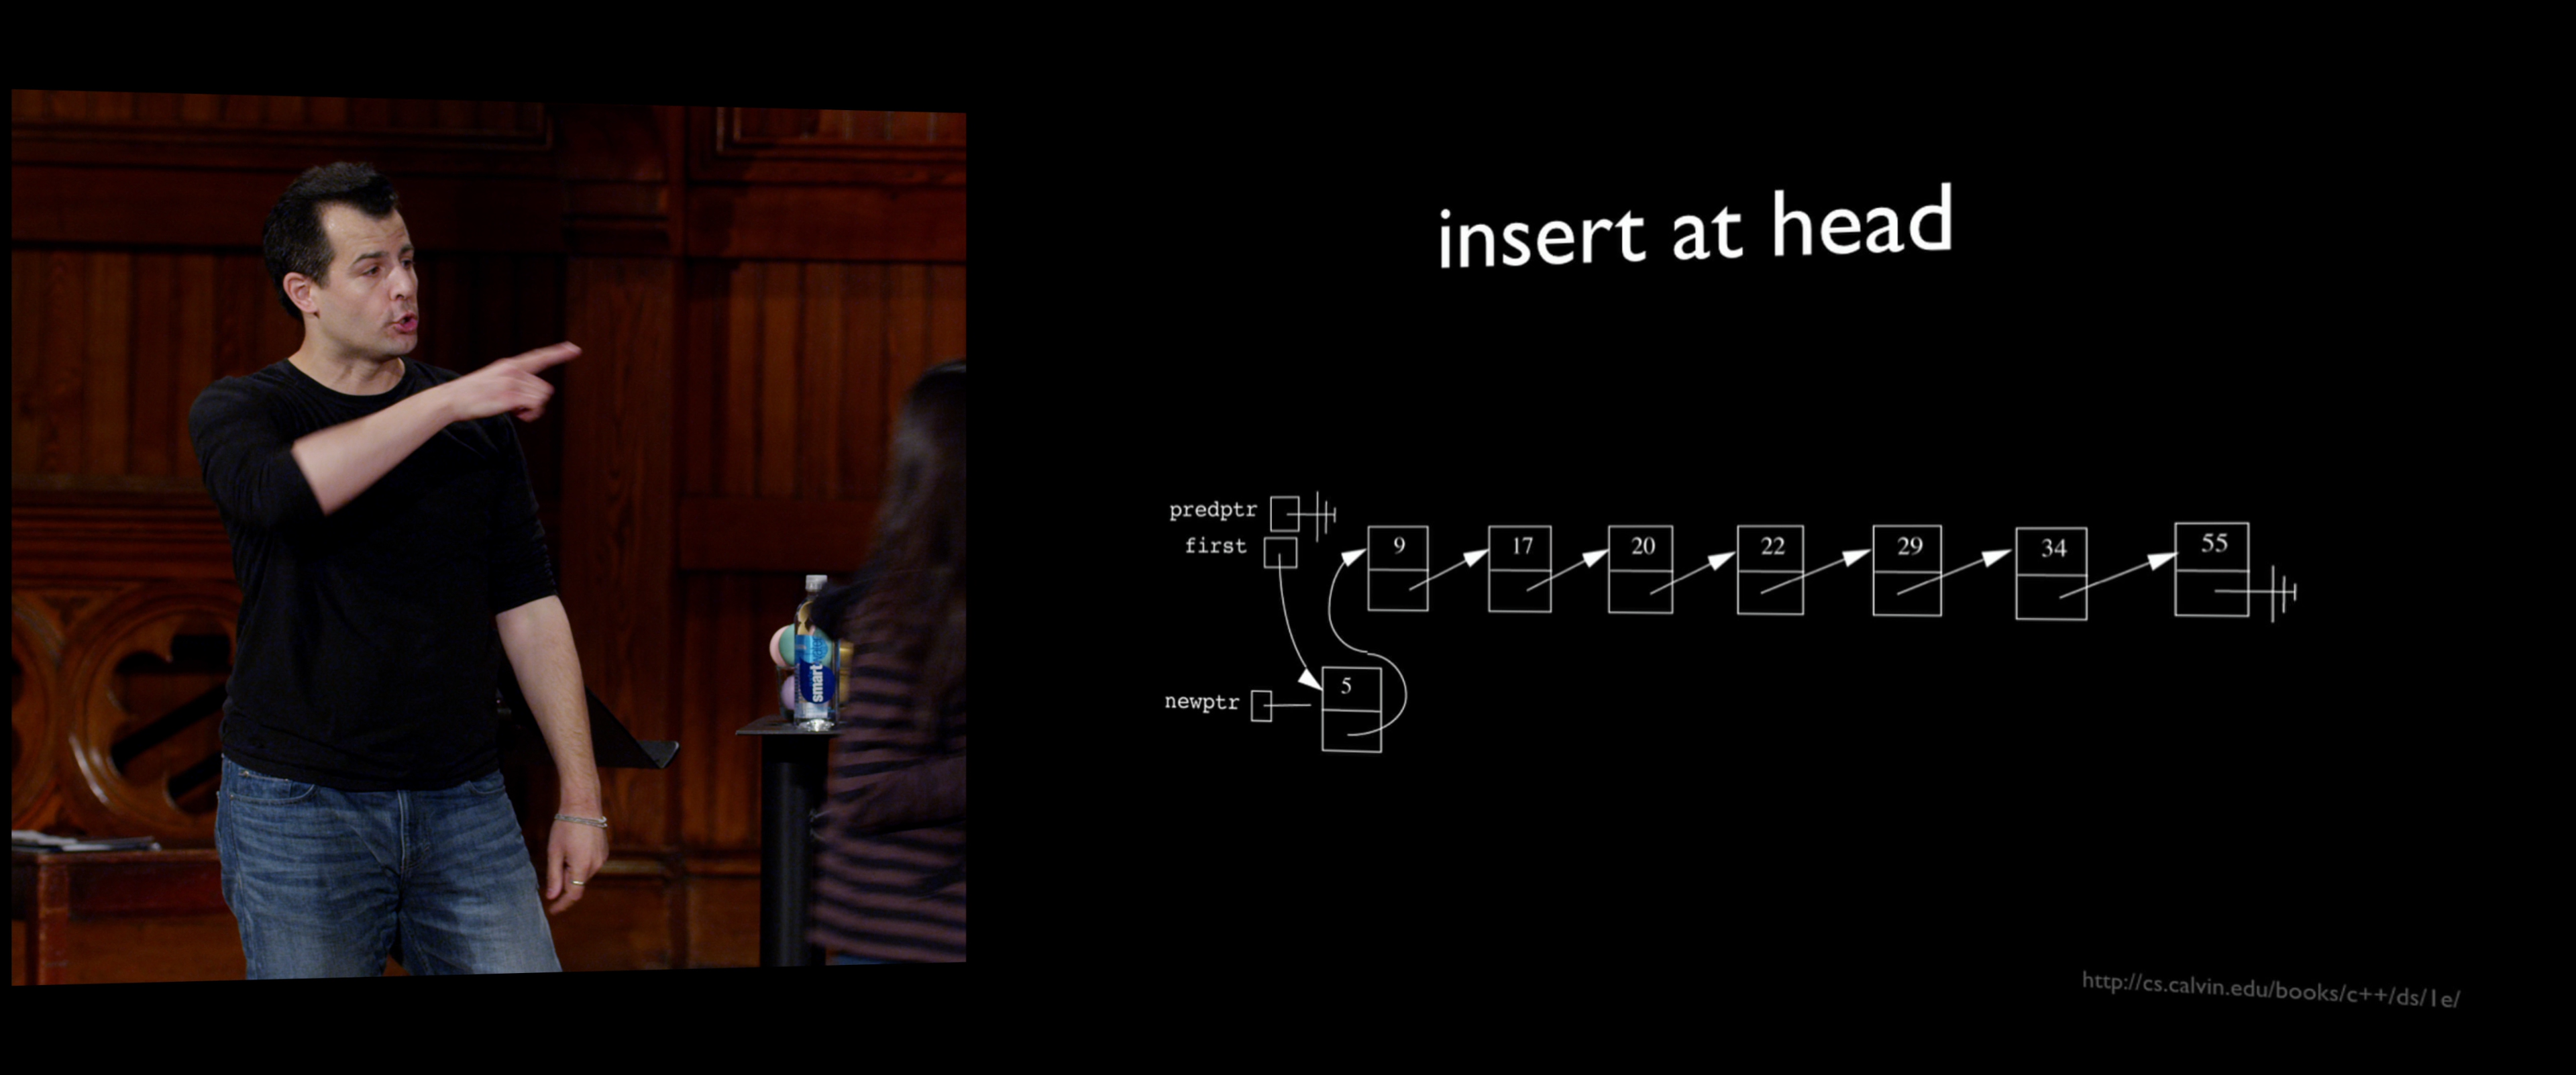 insert at head
predptr
first
9 17 20 22 29 34 55
newptr
5
smart
http://cs.calvin.edu/books/c++/ds/1e/